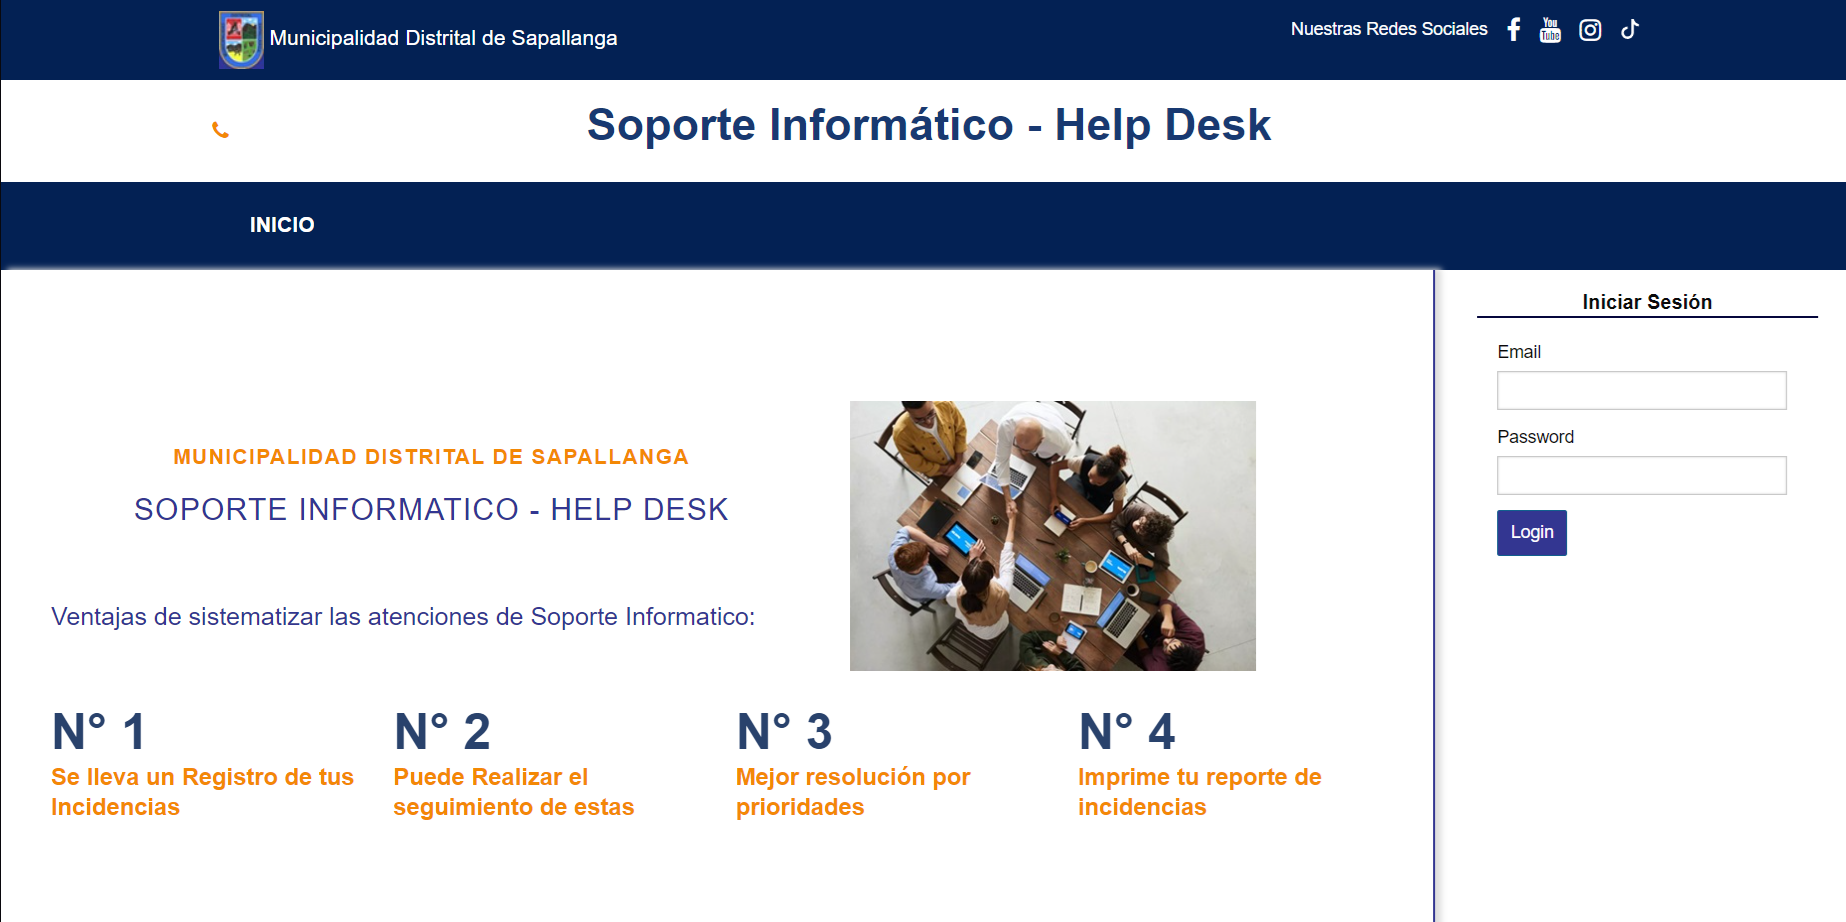 Municipalidad Distrital de Sapallanga
Nuestras Redes Sociales
You
Tube
Soporte Informático - Help Desk
INICIO
Iniciar Sesión
Email
Password
Login
MUNICIPALIDAD DISTRITAL DE SAPALLANGA
SOPORTE INFORMATICO - HELP DESK
Ventajas de sistematizar las atenciones de Soporte Informatico:
N° 1
Se lleva un Registro de tus
Incidencias
N° 2
Puede Realizar el
seguimiento de estas
N° 3
Mejor resolución por
prioridades
N° 4
Imprime tu reporte de
incidencias